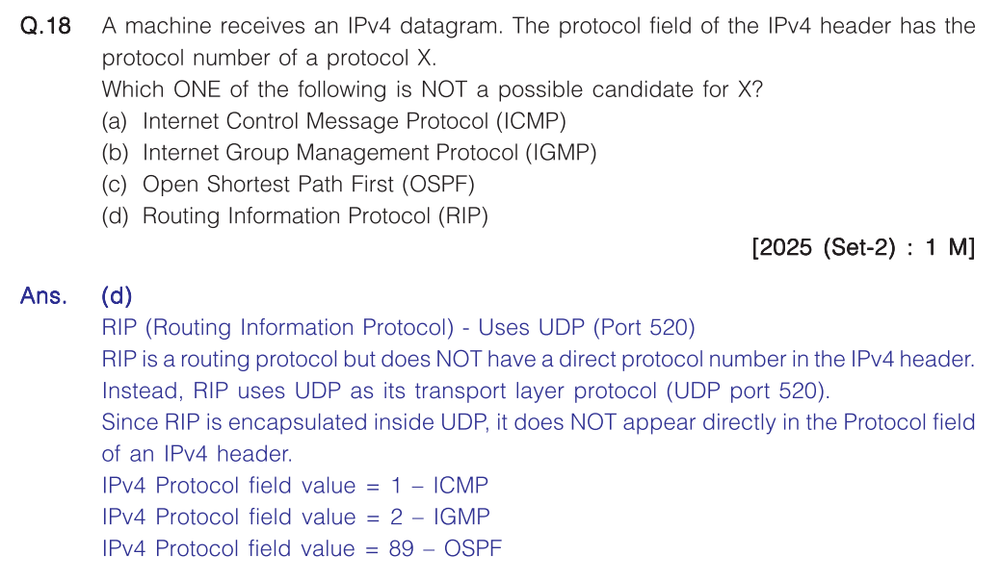 Q.18 A machine receives an IPv4 datagram. The protocol field of the IPv4 header has the
protocol number of a protocol X.
Which ONE of the following is NOT a possible candidate for X?
(a) Internet Control Message Protocol (ICMP)
(b) Internet Group Management Protocol (IGMP)
(c) Open Shortest Path First (OSPF)
(d) Routing Information Protocol (RIP)
[2025 (Set-2) : 1 M]
Ans. (d)
RIP (Routing Information Protocol) - Uses UDP (Port 520)
RIP is a routing protocol but does NOT have a direct protocol number in the IPv4 header.
Instead, RIP uses UDP as its transport layer protocol (UDP port 520).
Since RIP is encapsulated inside UDP, it does NOT appear directly in the Protocol field
of an IPv4 header.
IPv4 Protocol field value = 1 – ICMP
IPv4 Protocol field value = 2 – IGMP
IPv4 Protocol field value = 89 – OSPF